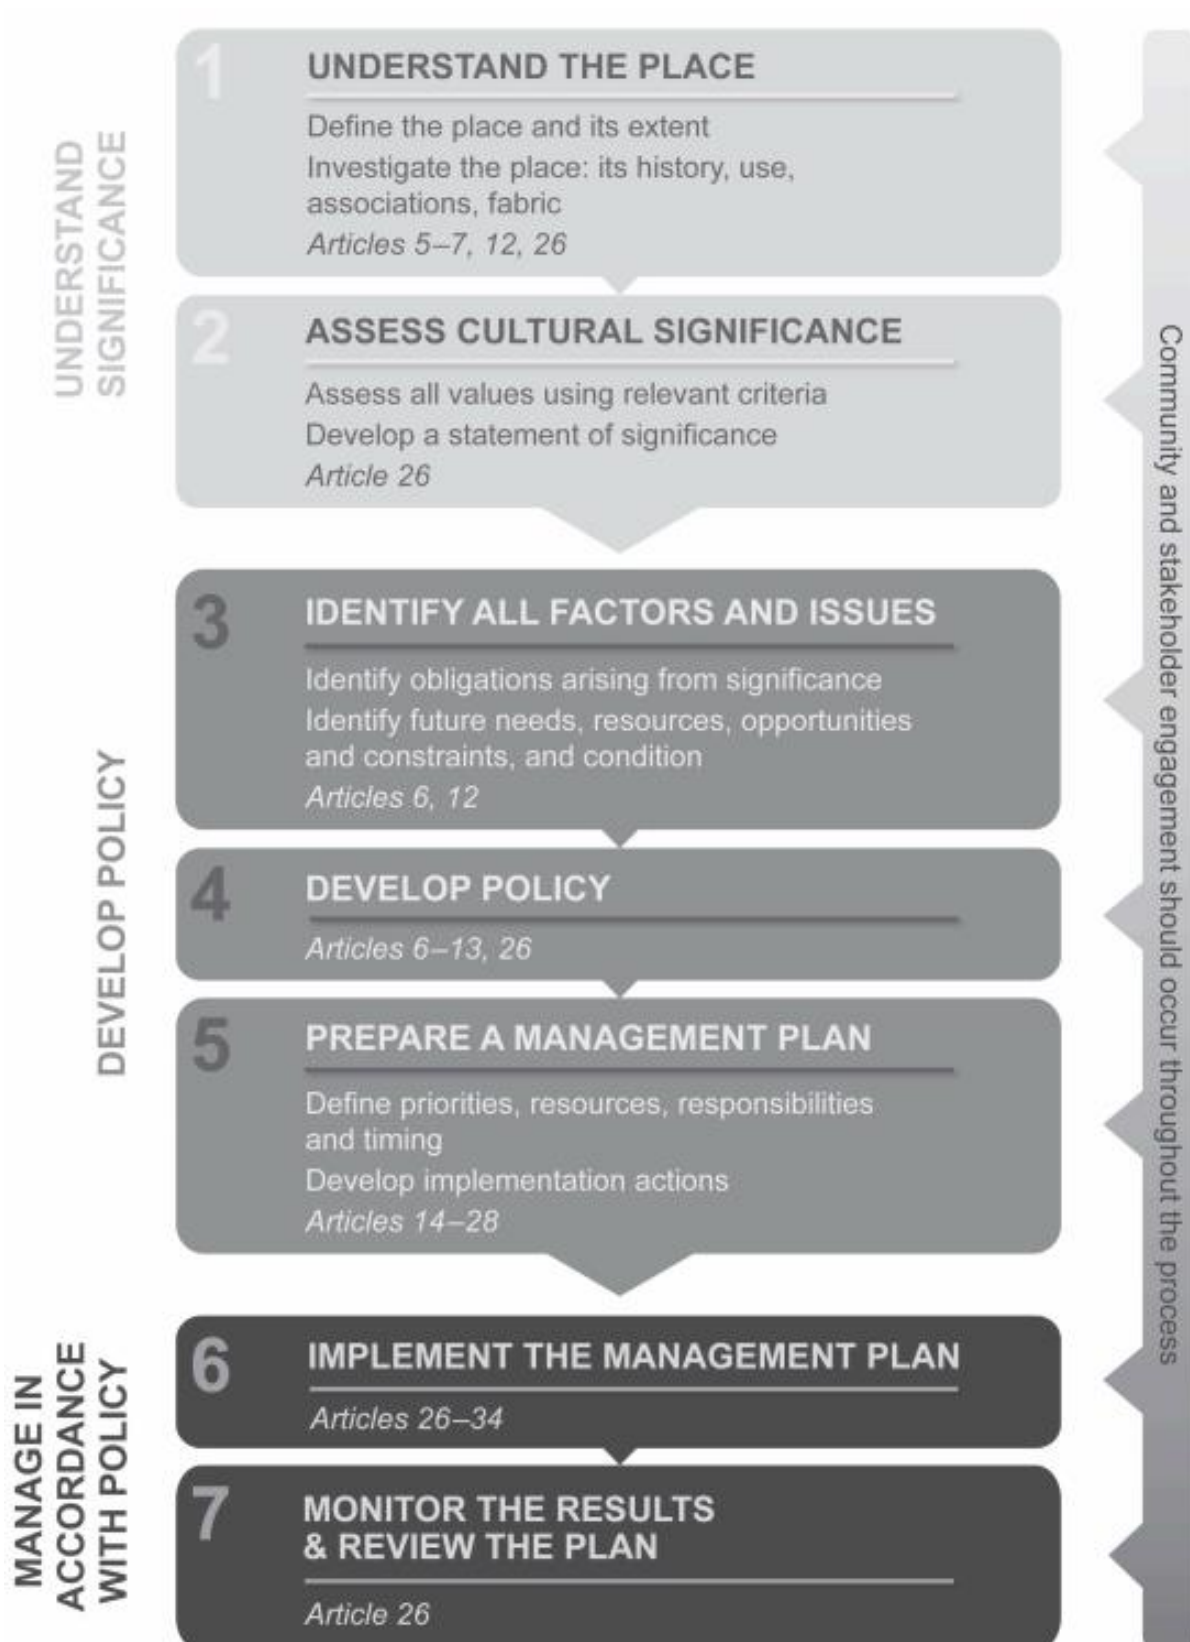 UNDERSTAND
SIGNIFICANCE
1
UNDERSTAND THE PLACE
Define the place and its extent
Investigate the place: its history, use,
associations, fabric
Articles 5–7, 12, 26
2
ASSESS CULTURAL SIGNIFICANCE
Assess all values using relevant criteria
Develop a statement of significance
Article 26
DEVELOP POLICY
3
IDENTIFY ALL FACTORS AND ISSUES
Identify obligations arising from significance
Identify future needs, resources, opportunities
and constraints, and condition
Articles 6, 12
4
DEVELOP POLICY
Articles 6–13, 26
5
PREPARE A MANAGEMENT PLAN
Define priorities, resources, responsibilities
and timing
Develop implementation actions
Articles 14–28
MANAGE IN
ACCORDANCE
WITH POLICY
6
IMPLEMENT THE MANAGEMENT PLAN
Articles 26–34
7
MONITOR THE RESULTS
& REVIEW THE PLAN
Article 26
Community and stakeholder engagement should occur throughout the process